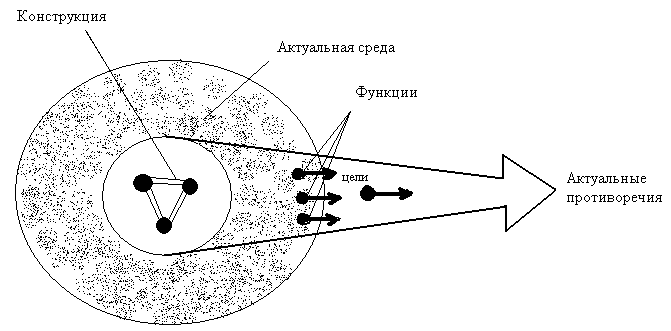 Конструкция
Актуальная среда
Функции
цели
Актуальные
противоречия